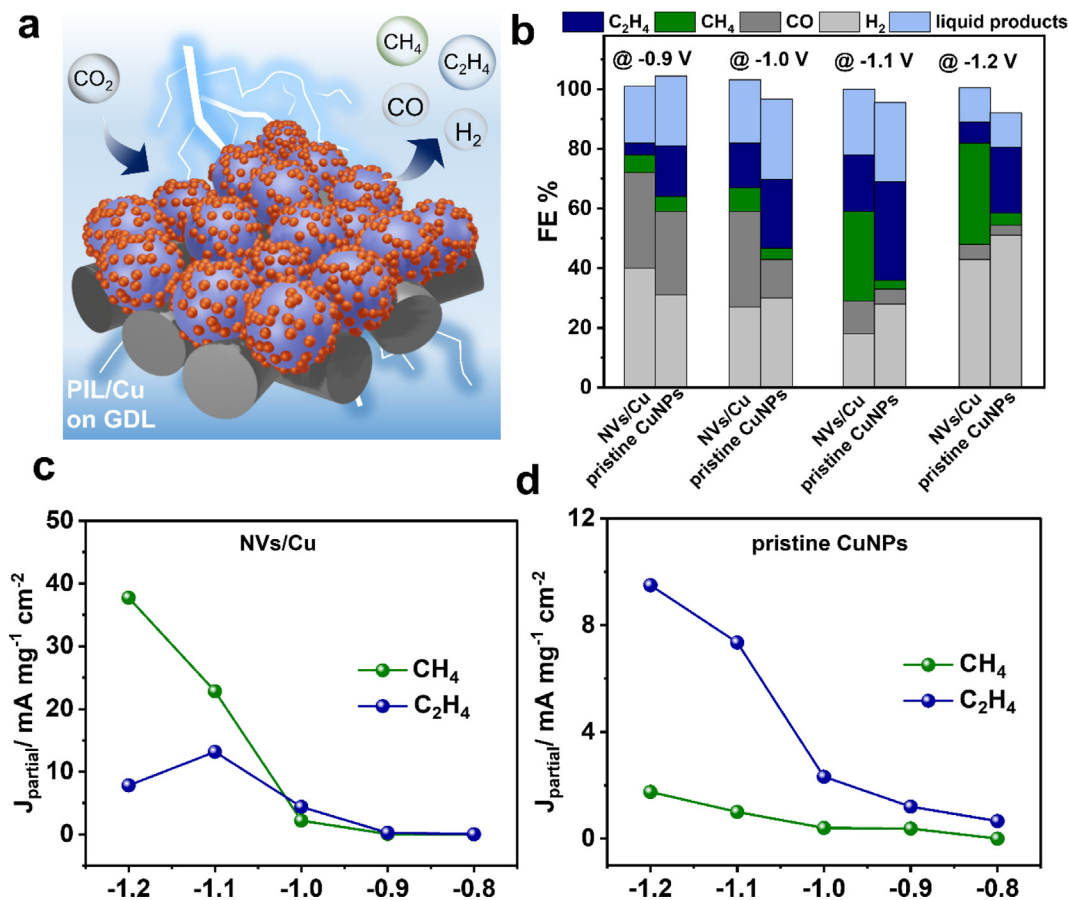 a
CO₂
CH₄
C₂H₄
CO
H₂
PIL/Cu
on GDL
b
C₂H₄ CH₄ CO H₂ liquid products
@ -0.9 V @ -1.0 V @ -1.1 V @ -1.2 V
FE %
100
80
60
40
20
0
NVs/Cu
pristine CuNPs
NVs/Cu
pristine CuNPs
NVs/Cu
pristine CuNPs
NVs/Cu
pristine CuNPs
c
NVs/Cu
J_partial/ mA mg⁻¹ cm⁻²
50
40
30
20
10
0
CH₄
C₂H₄
-1.2 -1.1 -1.0 -0.9 -0.8
d
pristine CuNPs
J_partial/ mA mg⁻¹ cm⁻²
12
8
4
0
CH₄
C₂H₄
-1.2 -1.1 -1.0 -0.9 -0.8